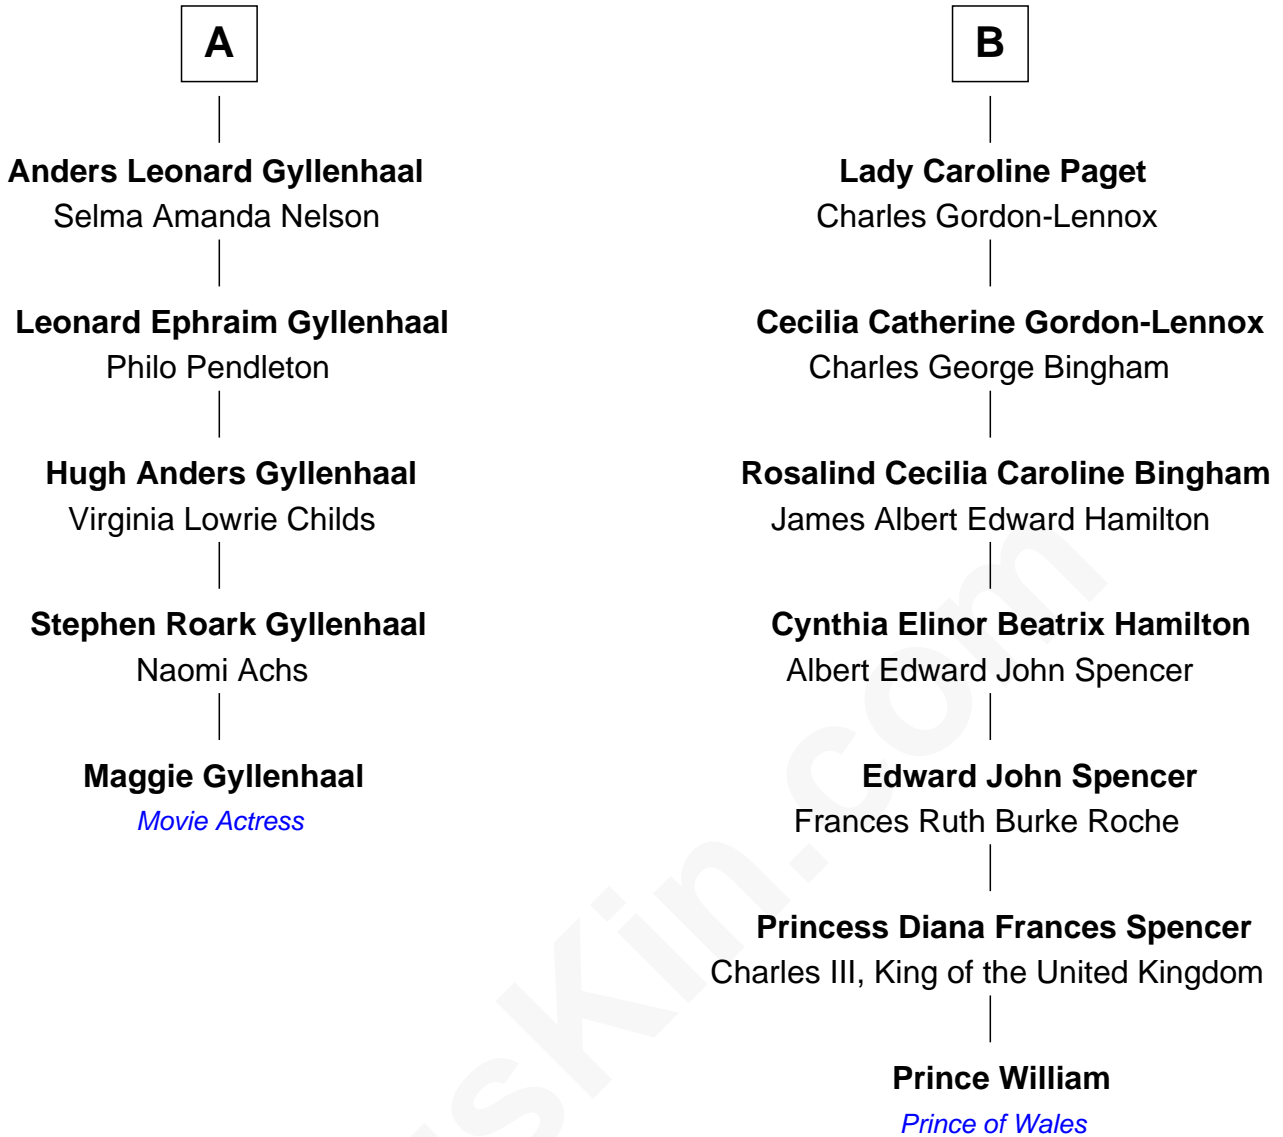 A
Anders Leonard Gyllenhaal
Selma Amanda Nelson
Leonard Ephraim Gyllenhaal
Philo Pendleton
Hugh Anders Gyllenhaal
Virginia Lowrie Childs
Stephen Roark Gyllenhaal
Naomi Achs
Maggie Gyllenhaal
Movie Actress
B
Lady Caroline Paget
Charles Gordon-Lennox
Cecilia Catherine Gordon-Lennox
Charles George Bingham
Rosalind Cecilia Caroline Bingham
James Albert Edward Hamilton
Cynthia Elinor Beatrix Hamilton
Albert Edward John Spencer
Edward John Spencer
Frances Ruth Burke Roche
Princess Diana Frances Spencer
Charles III, King of the United Kingdom
Prince William
Prince of Wales